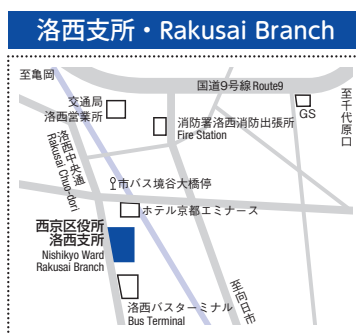 洛西支所・Rakusai Branch
至亀岡
国道9号線 Route9
交通局
洛西営業所
消防署洛西消防出張所
Fire Station
GS
至千代原口
洛西中央通
Rakusai Chuo-dori
市バス境谷大橋停
ホテル京都エミナース
西京区役所
洛西支所
Nishikyo Ward
Rakusai Branch
至向日市
洛西バスターミナル
Bus Terminal